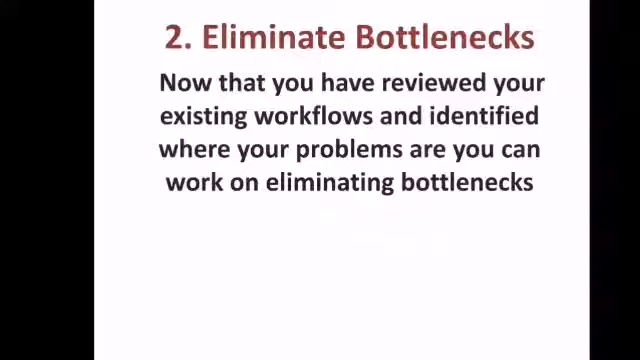 2. Eliminate Bottlenecks
Now that you have reviewed your
existing workflows and identified
where your problems are you can
work on eliminating bottlenecks